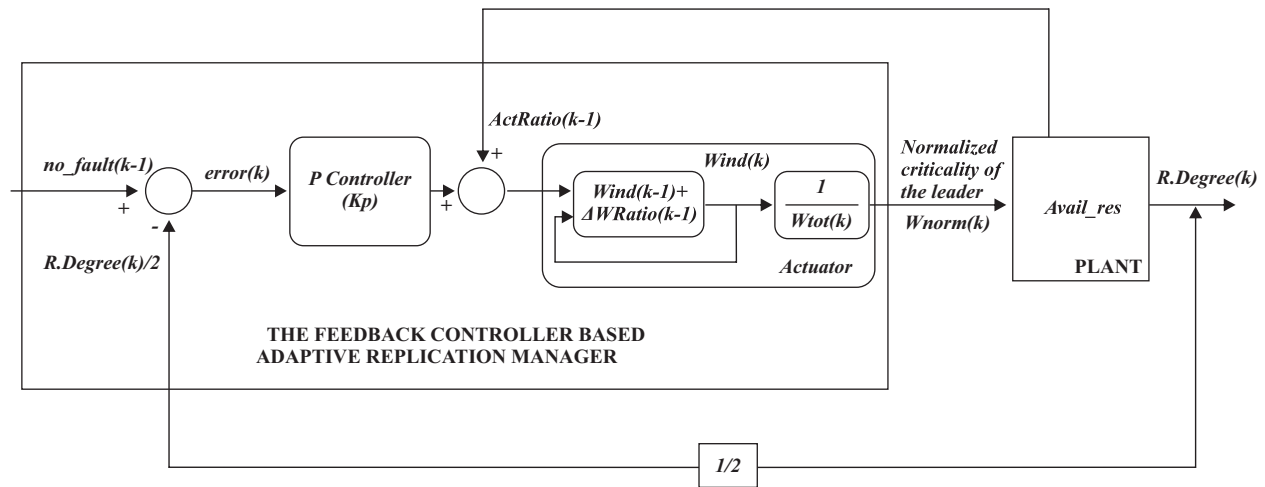 ActRatio(k-1)
+
no_fault(k-1)
+
-
error(k)
P Controller
(Kp)
+
Wind(k)
Wind(k-1)+
ΔWRatio(k-1)
1
Wtot(k)
Actuator
Normalized
criticality of
the leader
Wnorm(k)
Avail_res
PLANT
R.Degree(k)
R.Degree(k)/2
THE FEEDBACK CONTROLLER BASED
ADAPTIVE REPLICATION MANAGER
1/2